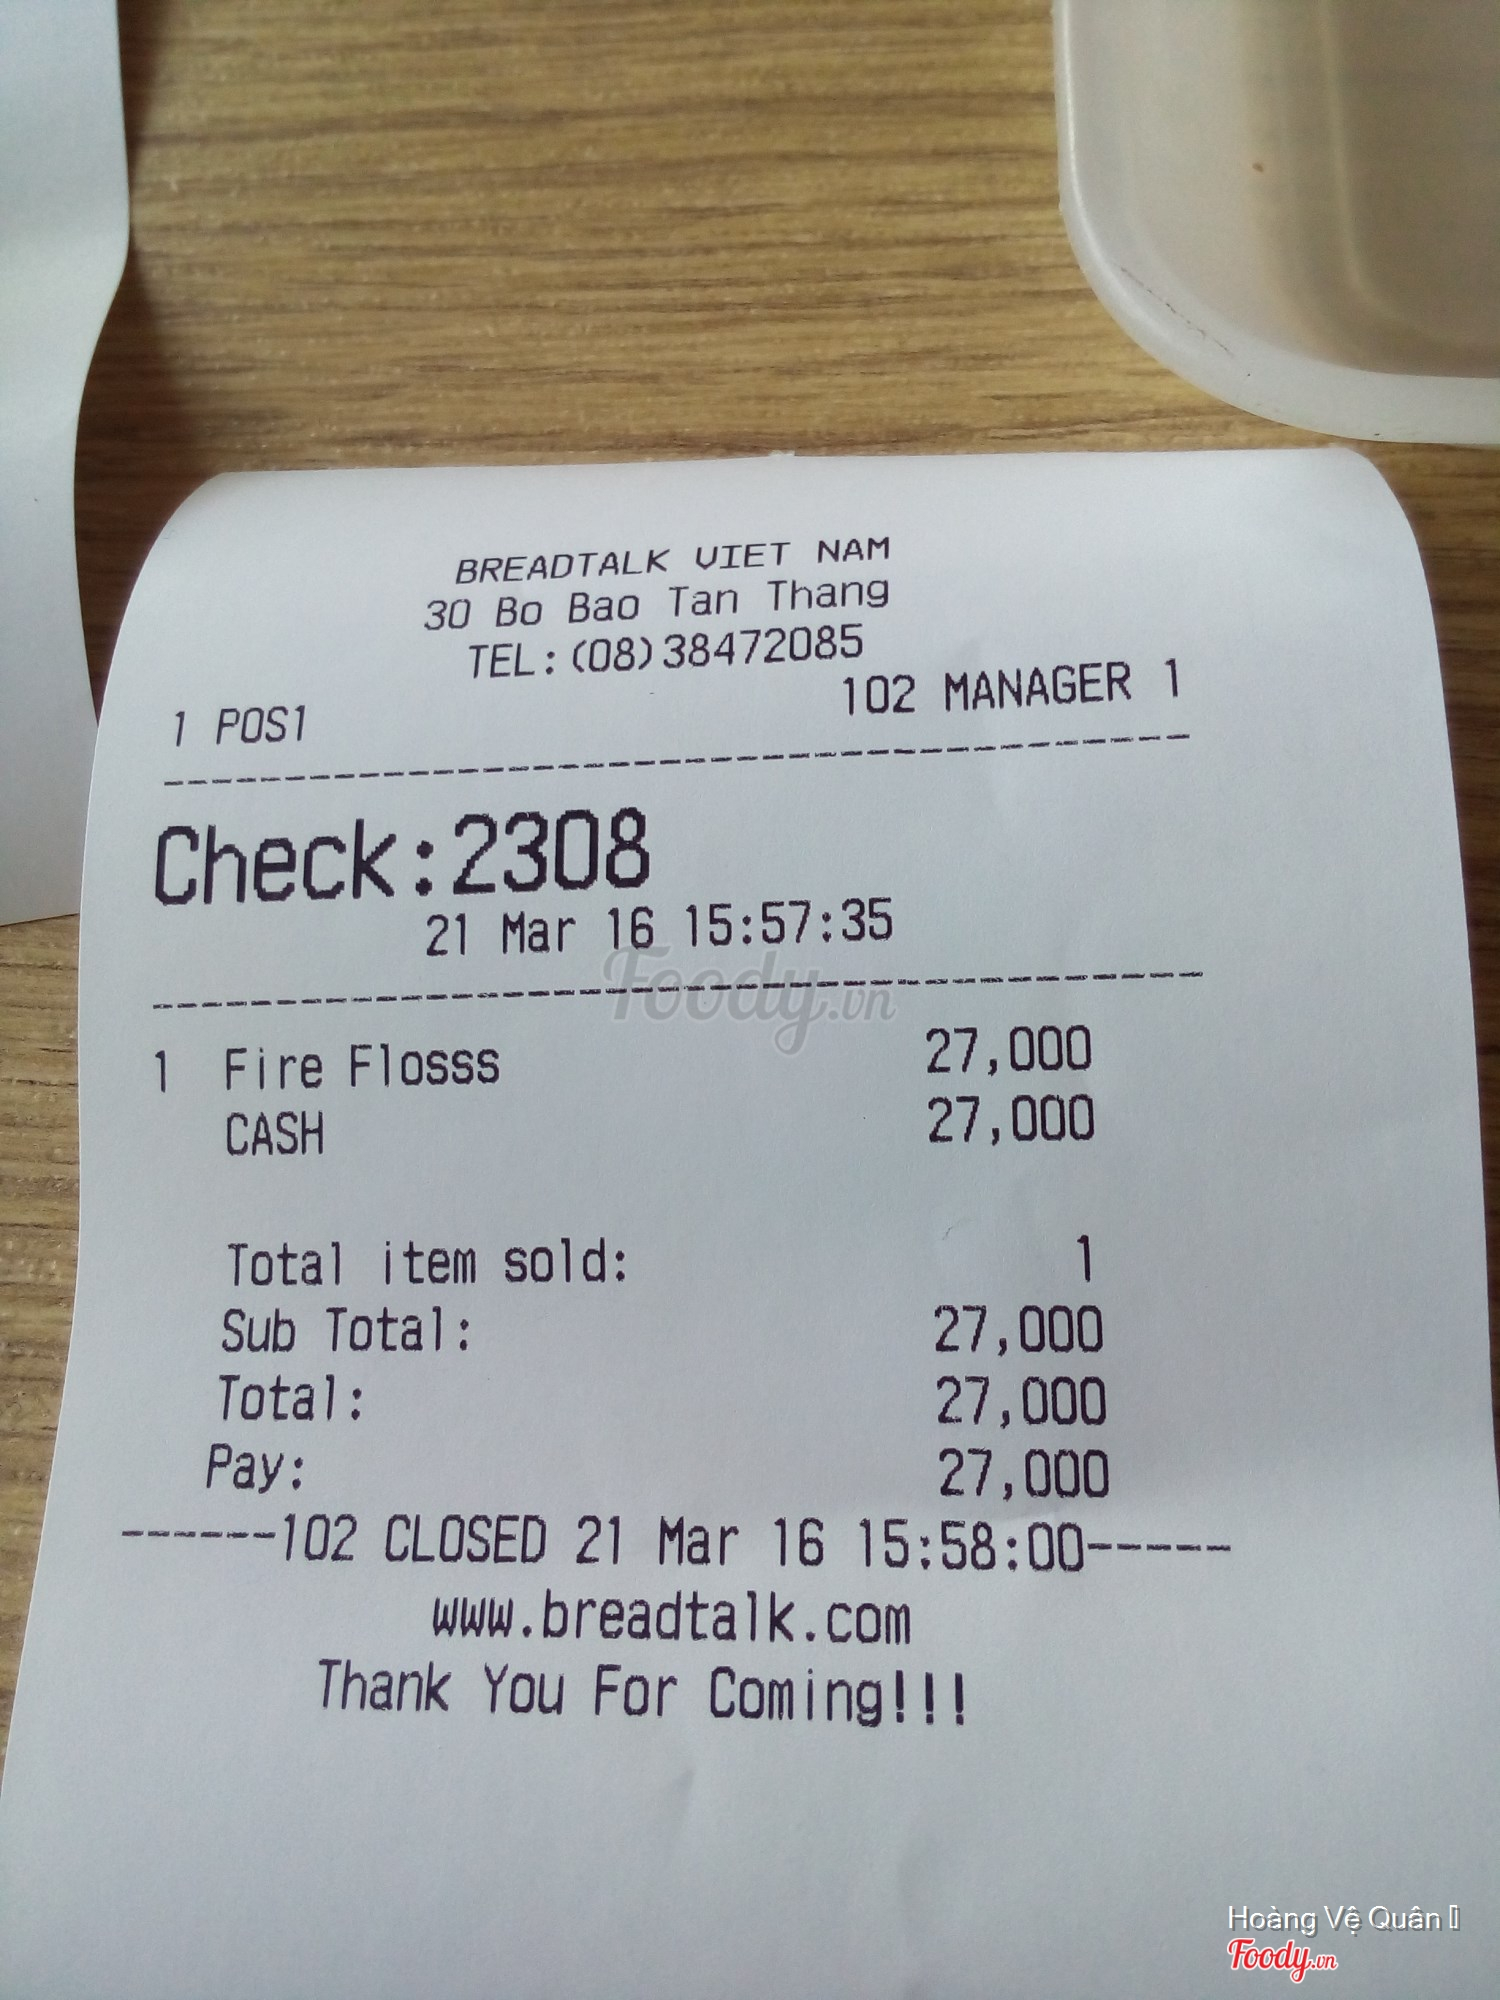 BREADTALK VIET NAM
30 Bo Bao Tan Thang
TEL:(08)38472085
1 POS1 102 MANAGER 1
Check:2308
21 Mar 16 15:57:35
Foody.vn
1 Fire Flosss 27,000
CASH 27,000
Total item sold: 1
Sub Total: 27,000
Total: 27,000
Pay: 27,000
------102 CLOSED 21 Mar 16 15:58:00------
www.breadtalk.com
Thank You For Coming!!!
Hoàng Vệ Quân
Foody.vn